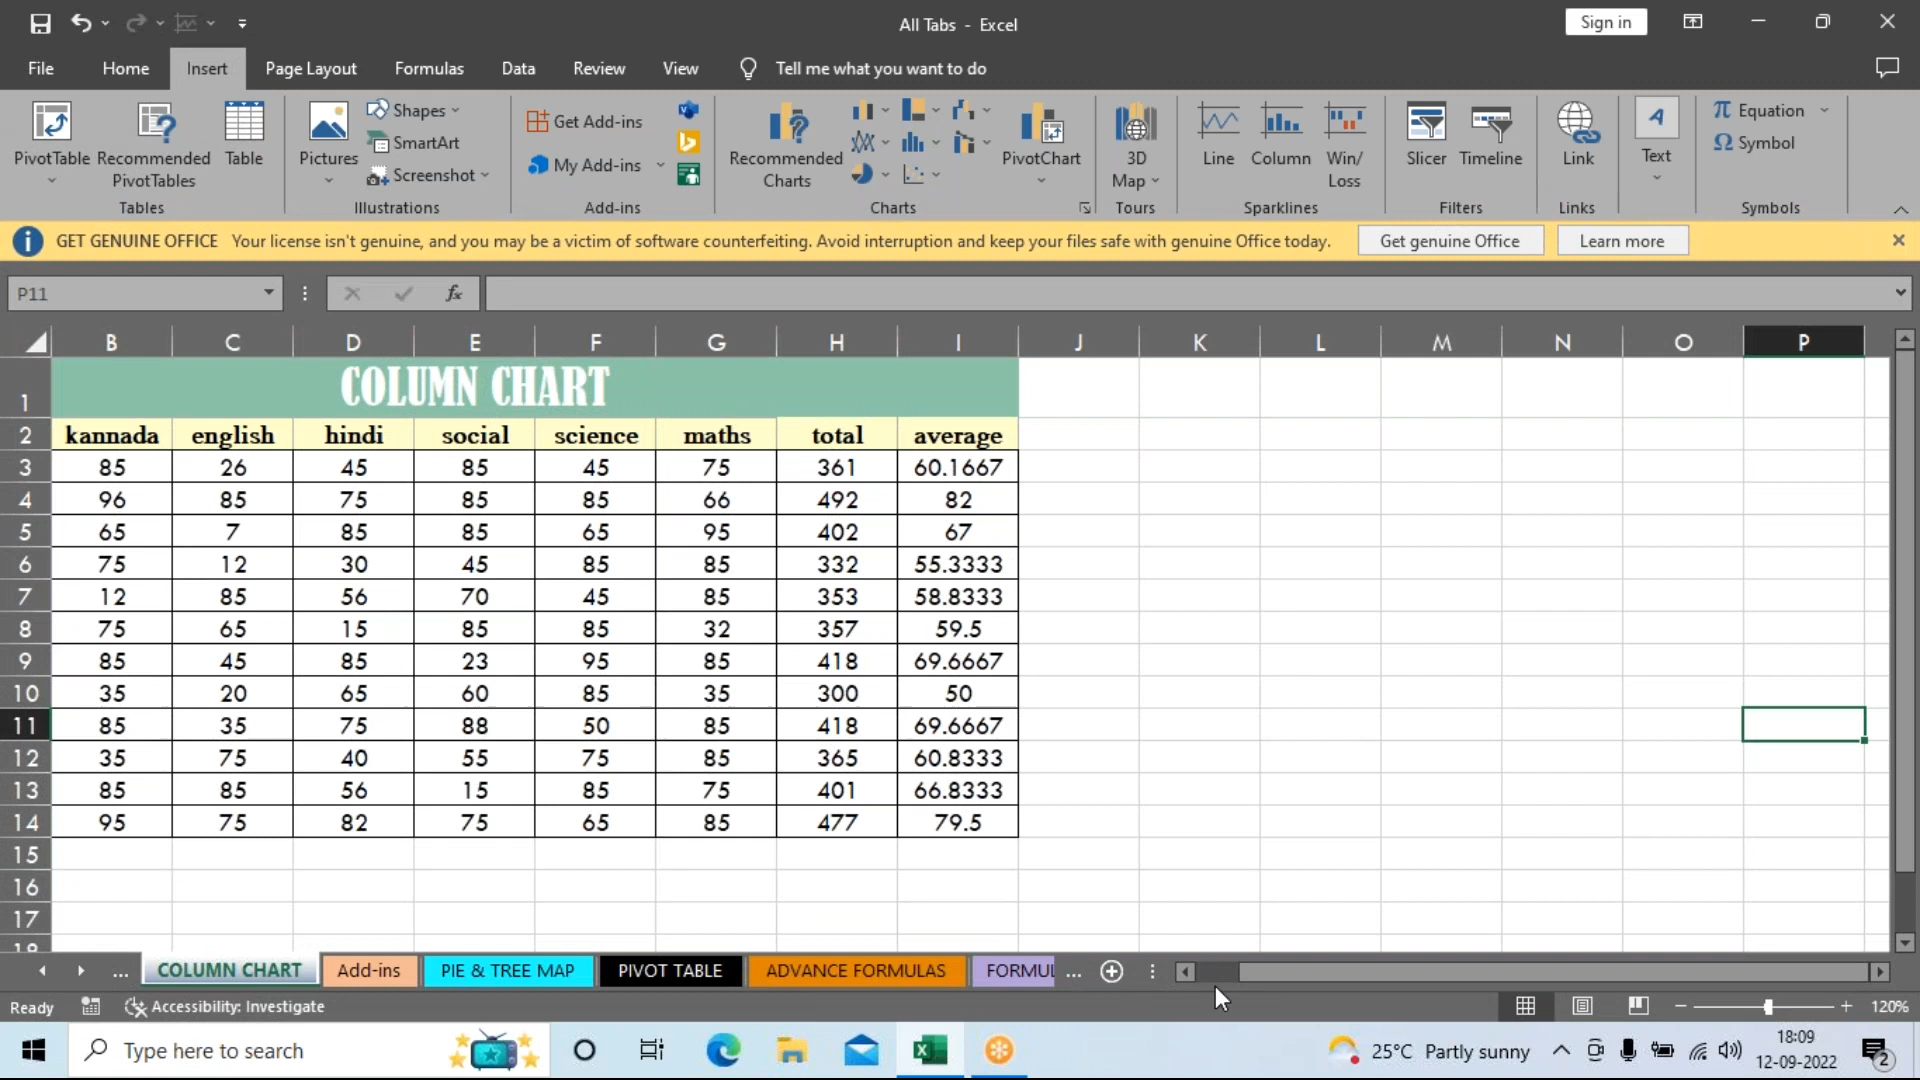 All Tabs - Excel
Sign in
File Home Insert Page Layout Formulas Data Review View Tell me what you want to do
PivotTable
Recommended PivotTables
Table
Tables
Pictures
Shapes
SmartArt
Screenshot
Illustrations
Get Add-ins
My Add-ins
Add-ins
Recommended Charts
PivotChart
Charts
3D Map
Tours
Line
Column
Win/ Loss
Sparklines
Slicer
Timeline
Filters
Link
Links
A
Text
π Equation
Ω Symbol
Symbols
GET GENUINE OFFICE Your license isn't genuine, and you may be a victim of software counterfeiting. Avoid interruption and keep your files safe with genuine Office today. Get genuine Office Learn more
P11 fx
B C D E F G H I J K L M N O P
1 COLUMN CHART
2 kannada english hindi social science maths total average
3 85 26 45 85 45 75 361 60.1667
4 96 85 75 85 85 66 492 82
5 65 7 85 85 65 95 402 67
6 75 12 30 45 85 85 332 55.3333
7 12 85 56 70 45 85 353 58.8333
8 75 65 15 85 85 32 357 59.5
9 85 45 85 23 95 85 418 69.6667
10 35 20 65 60 85 35 300 50
11 85 35 75 88 50 85 418 69.6667
12 35 75 40 55 75 85 365 60.8333
13 85 85 56 15 85 75 401 66.8333
14 95 75 82 75 65 85 477 79.5
15
16
17
... COLUMN CHART Add-ins PIE & TREE MAP PIVOT TABLE ADVANCE FORMULAS FORMUL ...
Ready Accessibility: Investigate 120%
Type here to search 25°C Partly sunny 18:09
12-09-2022
2